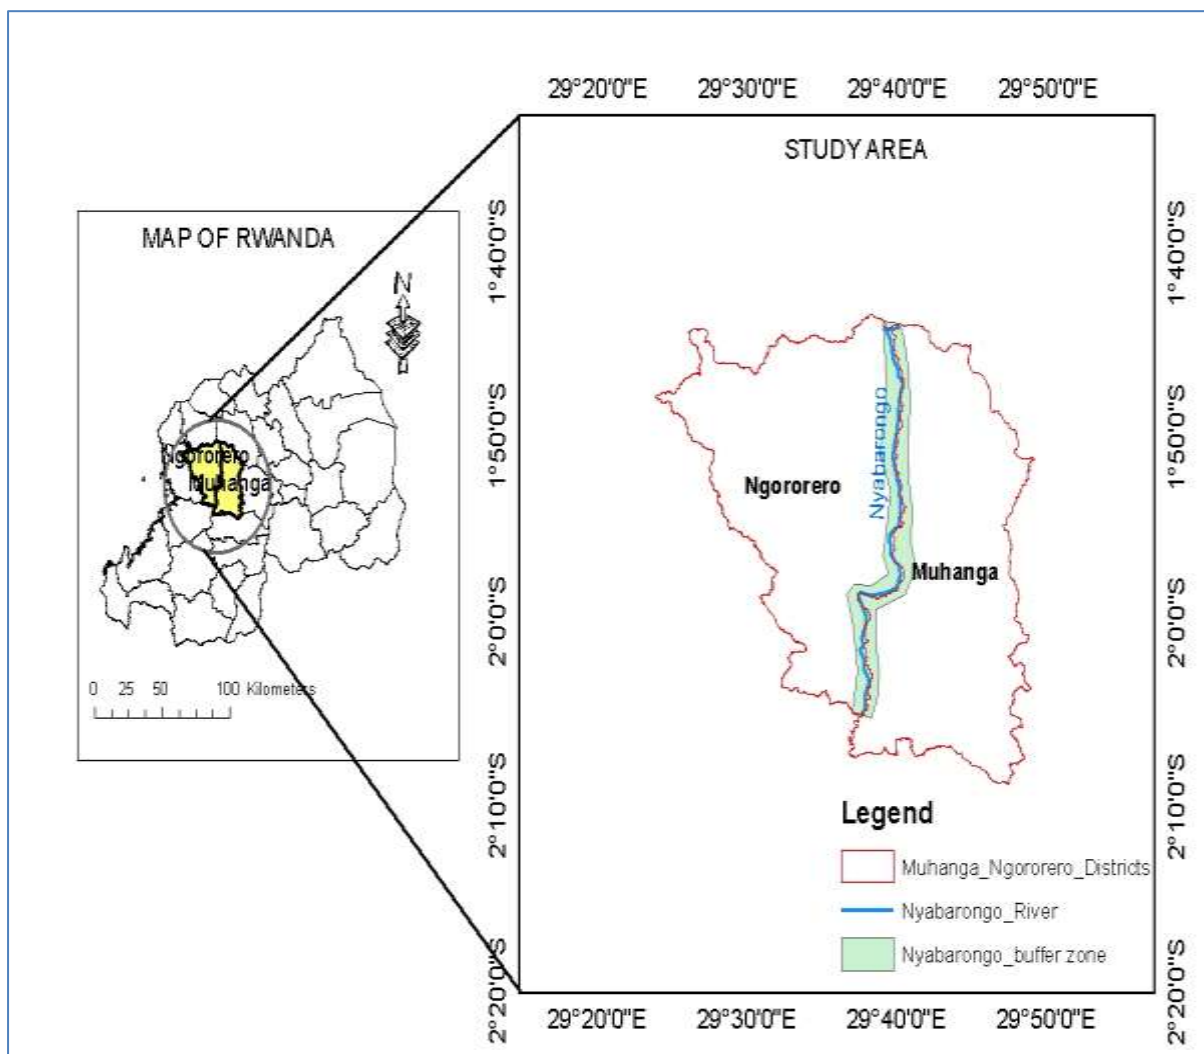 MAP OF RWANDA
N
Ngororero
Muhanga
0 25 50 100 Kilometers
29°20'0"E 29°30'0"E 29°40'0"E 29°50'0"E
STUDY AREA
1°40'0"S
1°50'0"S
2°0'0"S
2°10'0"S
2°20'0"S
Ngororero
Nyabarongo
Muhanga
Legend
Muhanga_Ngororero_Districts
Nyabarongo_River
Nyabarongo_buffer zone
1°40'0"S
1°50'0"S
2°0'0"S
2°10'0"S
2°20'0"S
29°20'0"E 29°30'0"E 29°40'0"E 29°50'0"E